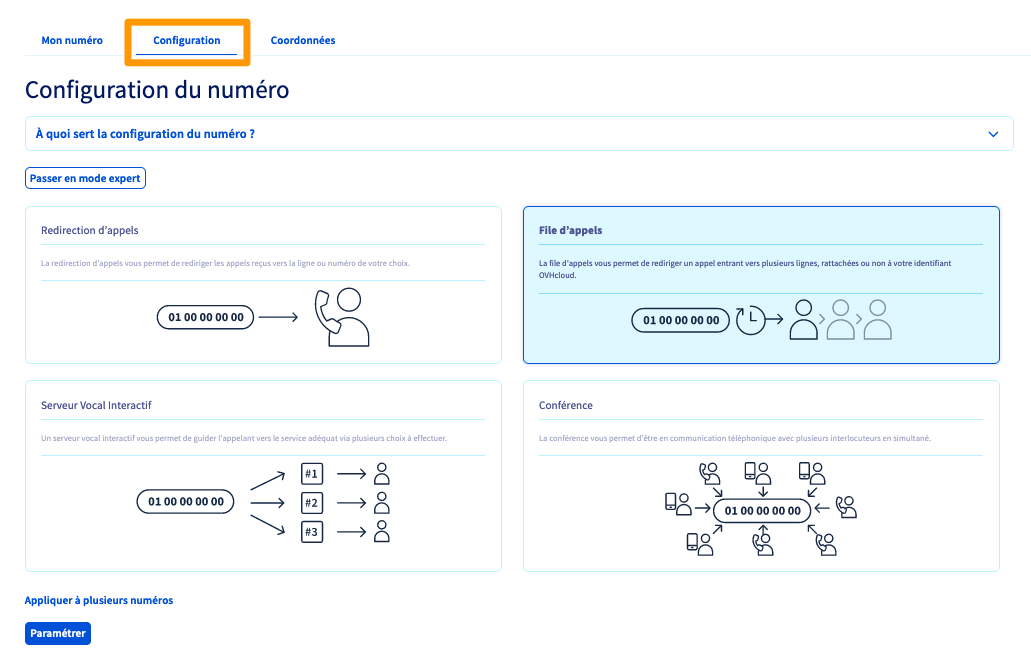 Mon numéro
Configuration
Coordonnées
Configuration du numéro
À quoi sert la configuration du numéro ?
Passer en mode expert
Redirection d'appels
La redirection d'appels vous permet de rediriger les appels reçus vers la ligne ou numéro de votre choix.
01 00 00 00 00
File d'appels
La file d'appels vous permet de rediriger un appel entrant vers plusieurs lignes, rattachées ou non à votre identifiant
OVHcloud.
01 00 00 00 00
Serveur Vocal Interactif
Un serveur vocal interactif vous permet de guider l'appelant vers le service adéquat via plusieurs choix à effectuer.
01 00 00 00 00
#1
#2
#3
Conférence
La conférence vous permet d'être en communication téléphonique avec plusieurs interlocuteurs en simultané.
01 00 00 00 00
Appliquer à plusieurs numéros
Paramétrer